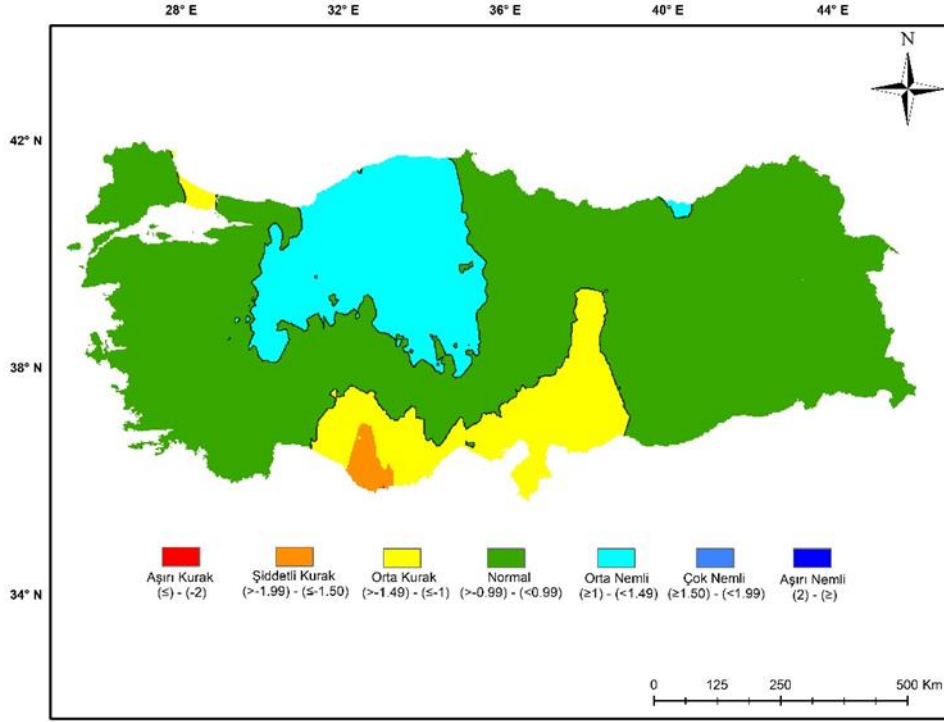 28° E 32° E 36° E 40° E 44° E
N
42° N
38° N
34° N
Aşırı Kurak
(≤) - (-2)
Şiddetli Kurak
(>-1.99) - (≤-1.50)
Orta Kurak
(>-1.49) - (≤-1)
Normal
(>-0.99) - (<0.99)
Orta Nemli
(≥1) - (<1.49)
Çok Nemli
(≥1.50) - (<1.99)
Aşırı Nemli
(2) - (≥)
0 125 250 500 Km